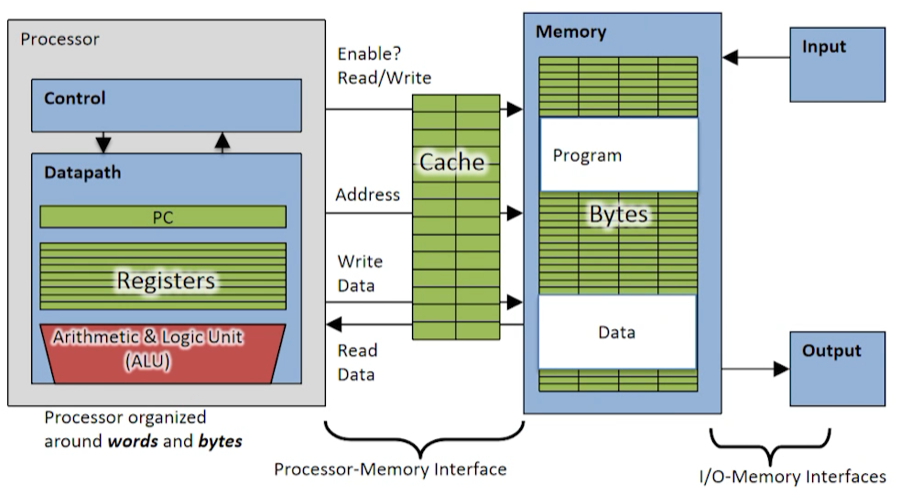 Processor
Control
Datapath
PC
Registers
Arithmetic & Logic Unit
(ALU)
Processor organized
around words and bytes
Enable?
Read/Write
Cache
Address
Write
Data
Read
Data
Processor-Memory Interface
Memory
Program
Bytes
Data
Input
Output
I/O-Memory Interfaces